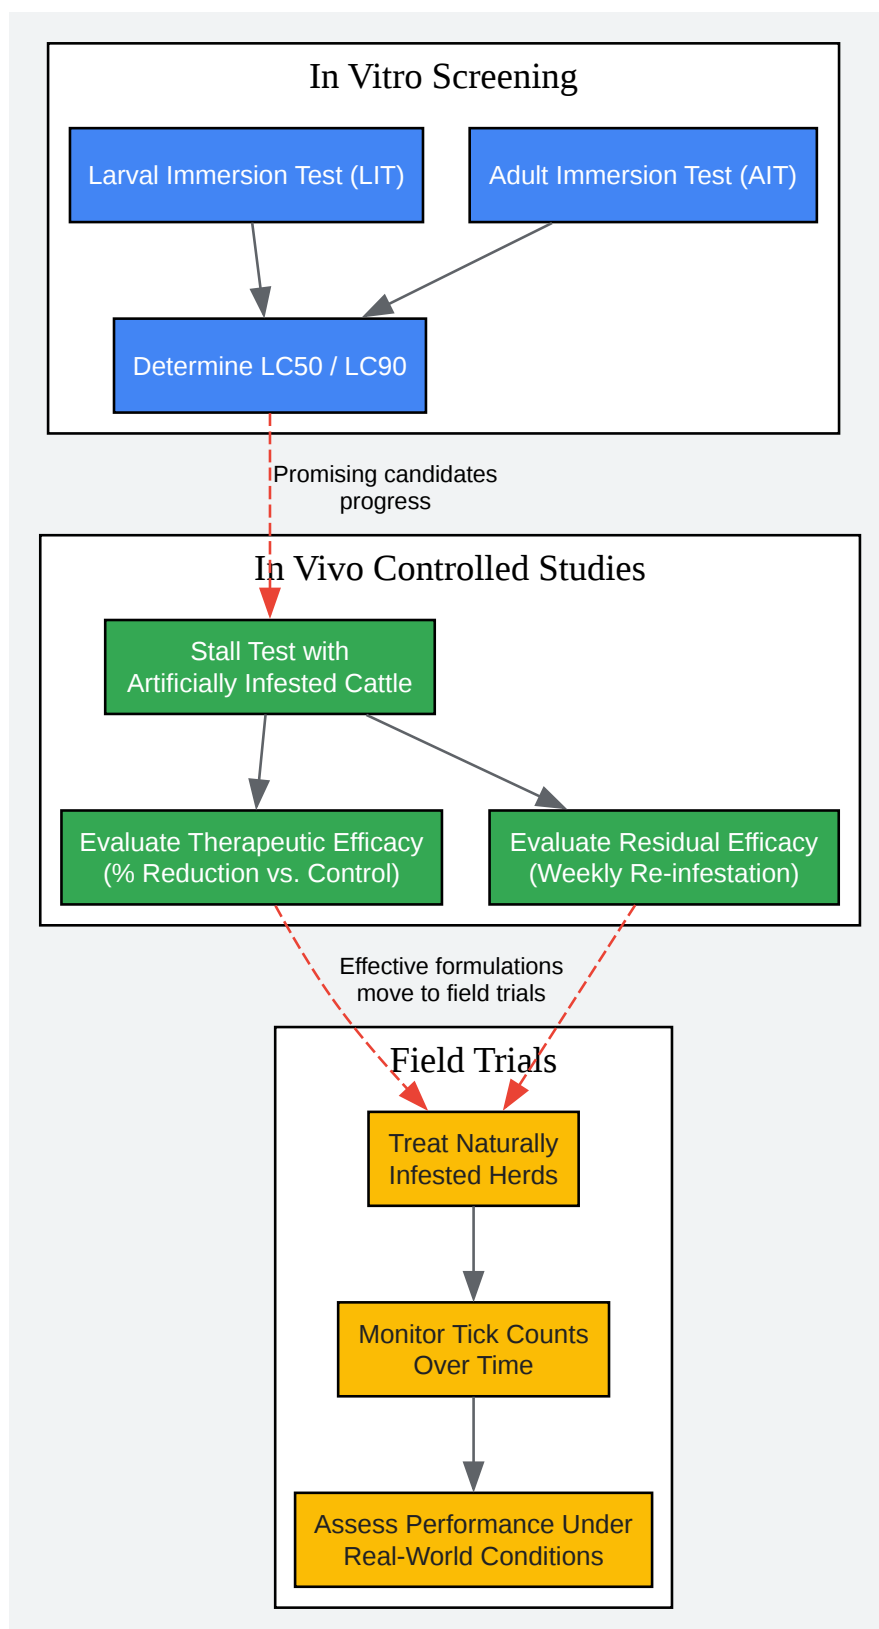 In Vitro Screening
Larval Immersion Test (LIT)
Adult Immersion Test (AIT)
Determine LC50 / LC90
Promising candidates
progress
In Vivo Controlled Studies
Stall Test with
Artificially Infested Cattle
Evaluate Therapeutic Efficacy
(% Reduction vs. Control)
Evaluate Residual Efficacy
(Weekly Re-infestation)
Effective formulations
move to field trials
Field Trials
Treat Naturally
Infested Herds
Monitor Tick Counts
Over Time
Assess Performance Under
Real-World Conditions